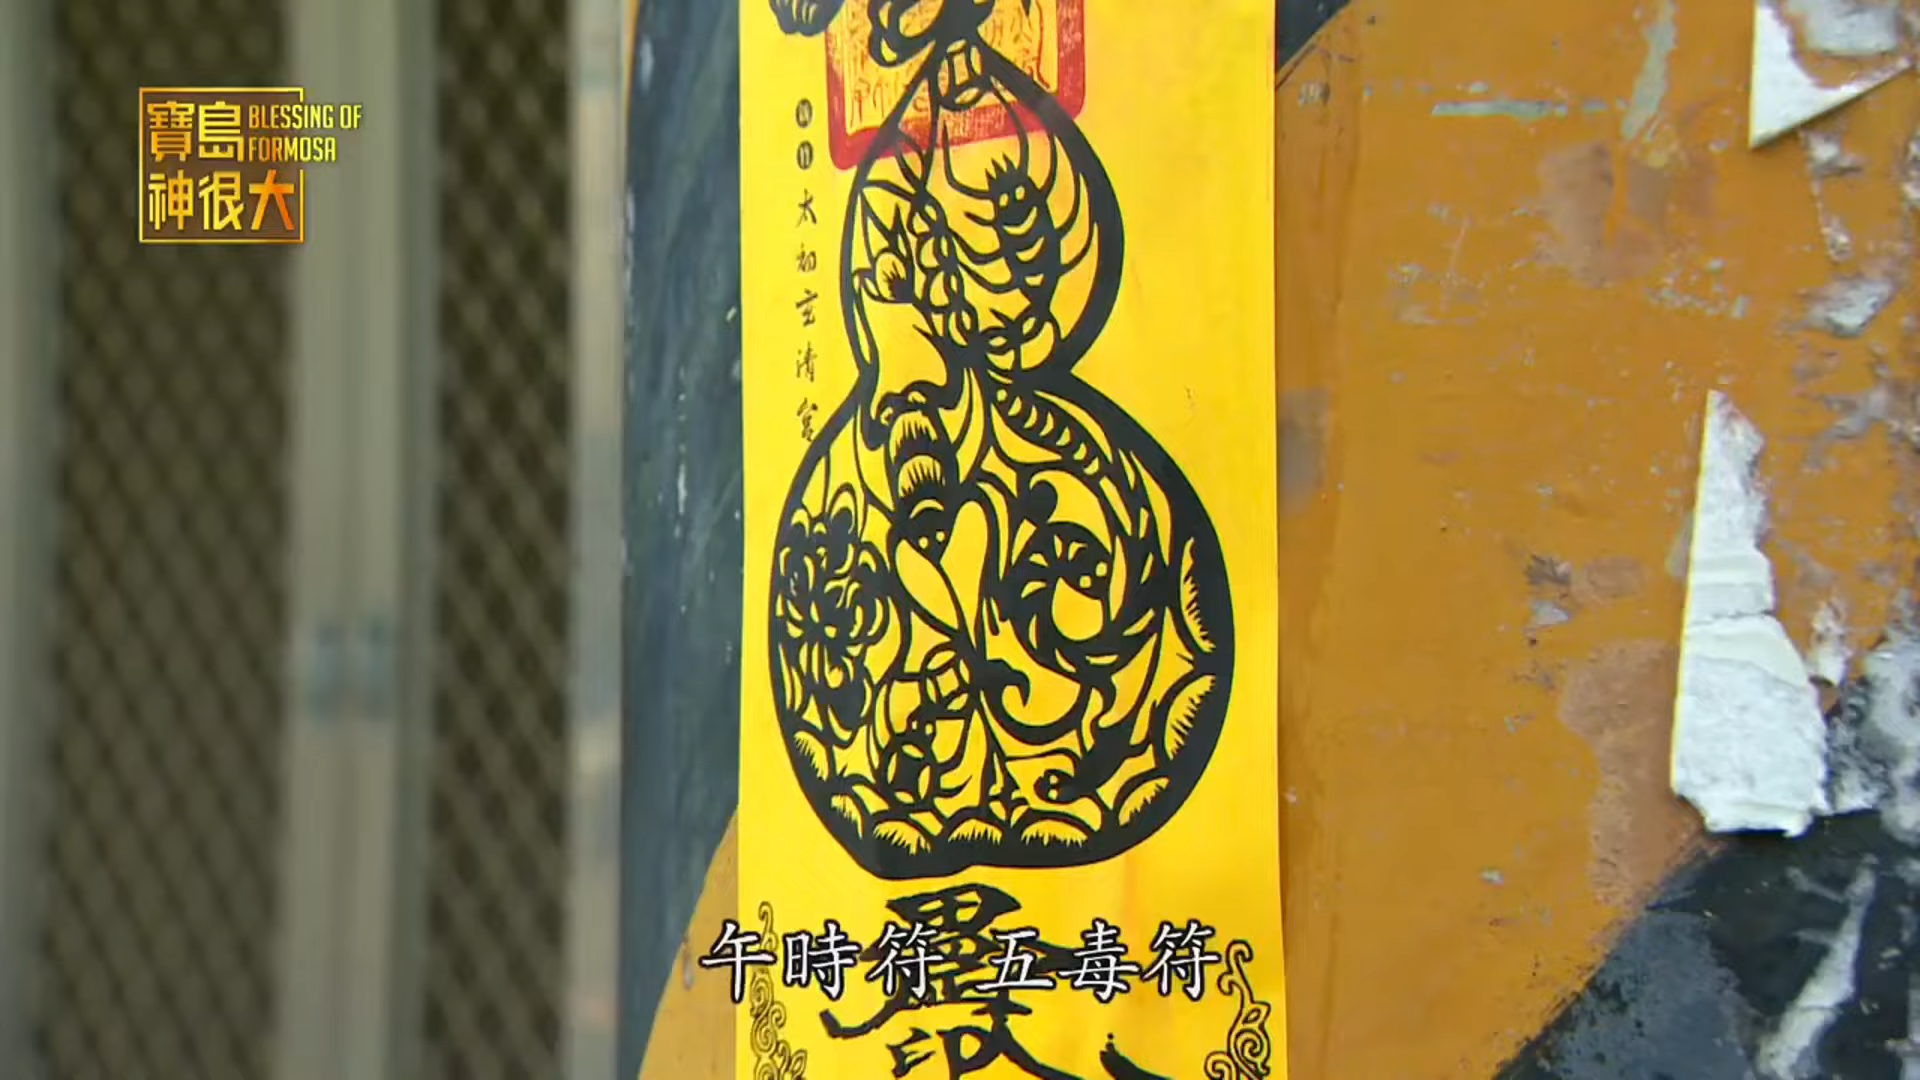 寶島
神很大
BLESSING OF
FORMOSA
太初玄清宮
午時符 五毒符
印